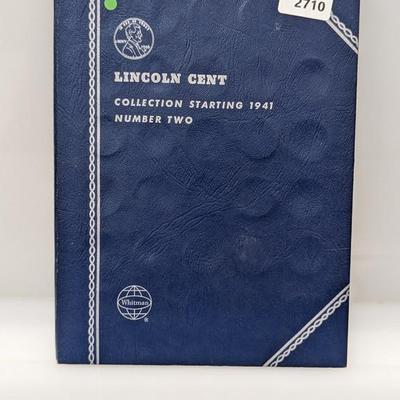 2710
LINCOLN CENT
COLLECTION STARTING 1941
NUMBER TWO
Whitman
®